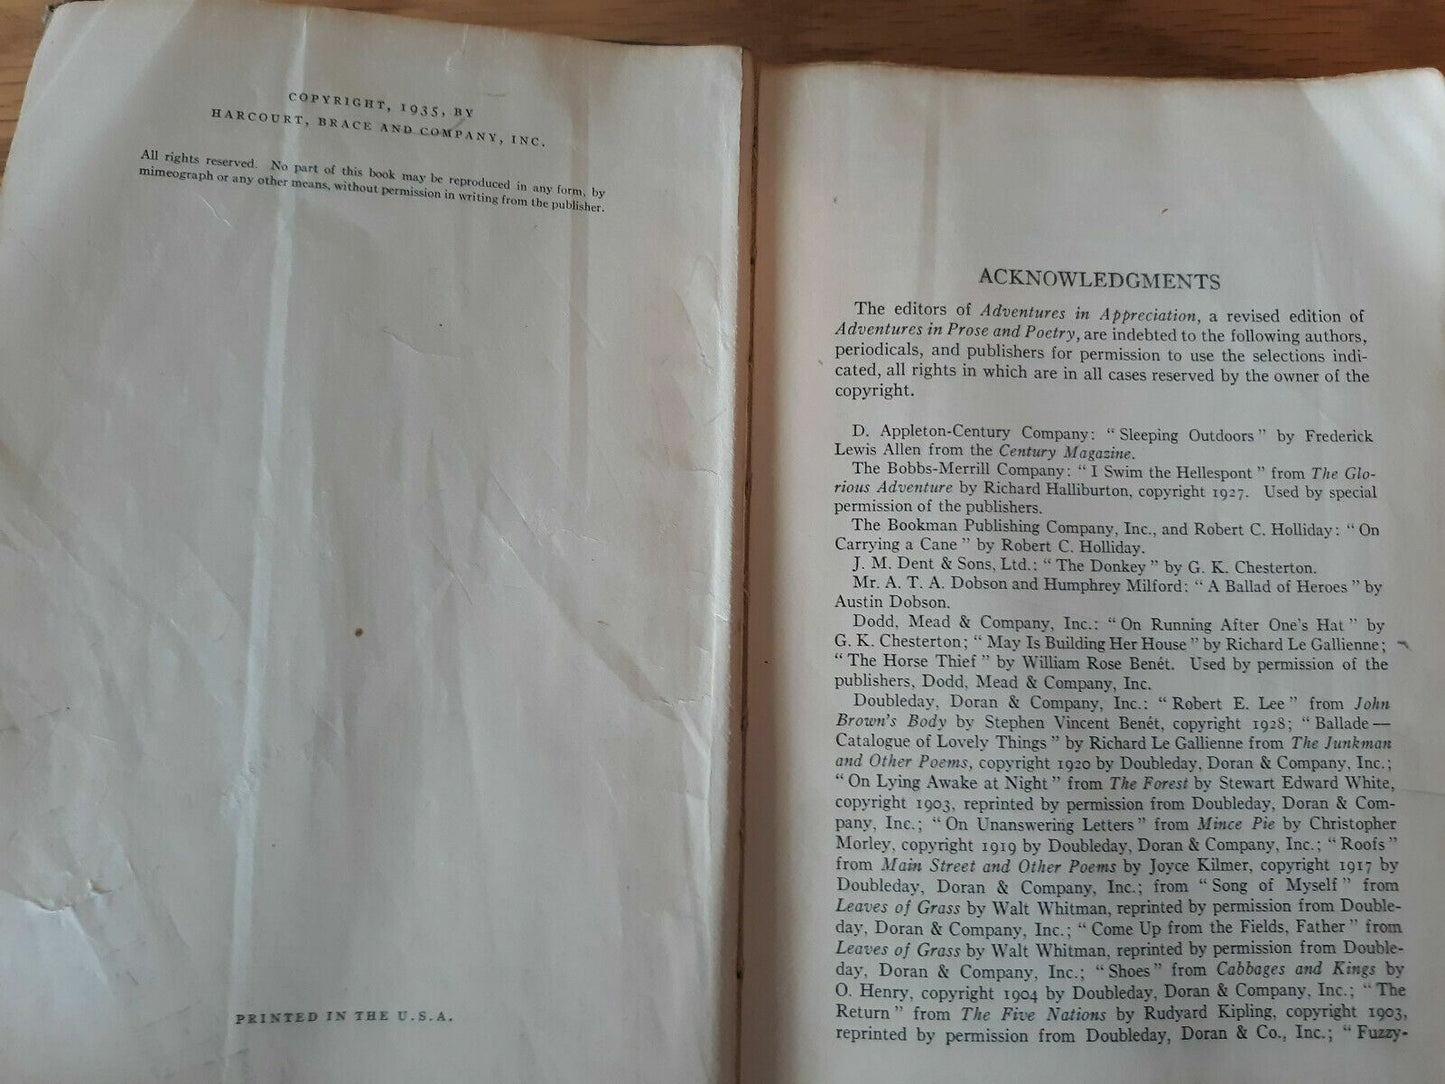 COPYRIGHT, 1935, BY
HARCOURT, BRACE AND COMPANY, INC.
All rights reserved. No part of this book may be reproduced in any form, by
mimeograph or any other means, without permission in writing from the publisher.
PRINTED IN THE U.S.A.
ACKNOWLEDGMENTS
The editors of Adventures in Appreciation, a revised edition of
Adventures in Prose and Poetry, are indebted to the following authors,
periodicals, and publishers for permission to use the selections indi-
cated, all rights in which are in all cases reserved by the owner of the
copyright.
D. Appleton-Century Company: “Sleeping Outdoors” by Frederick
Lewis Allen from the Century Magazine.
The Bobbs-Merrill Company: “I Swim the Hellespont” from The Glo-
rious Adventure by Richard Halliburton, copyright 1927. Used by special
permission of the publishers.
The Bookman Publishing Company, Inc., and Robert C. Holliday: “On
Carrying a Cane” by Robert C. Holliday.
J. M. Dent & Sons, Ltd.: “The Donkey” by G. K. Chesterton.
Mr. A. T. A. Dobson and Humphrey Milford: “A Ballad of Heroes” by
Austin Dobson.
Dodd, Mead & Company, Inc.: “On Running After One's Hat” by
G. K. Chesterton; “May Is Building Her House” by Richard Le Gallienne;
“The Horse Thief” by William Rose Benét. Used by permission of the
publishers, Dodd, Mead & Company, Inc.
Doubleday, Doran & Company, Inc.: “Robert E. Lee” from John
Brown's Body by Stephen Vincent Benét, copyright 1928; “Ballade—
Catalogue of Lovely Things” by Richard Le Gallienne from The Junkman
and Other Poems, copyright 1920 by Doubleday, Doran & Company, Inc.;
“On Lying Awake at Night” from The Forest by Stewart Edward White,
copyright 1903, reprinted by permission from Doubleday, Doran & Com-
pany, Inc.; “On Unanswering Letters” from Mince Pie by Christopher
Morley, copyright 1919 by Doubleday, Doran & Company, Inc.; “Roofs”
from Main Street and Other Poems by Joyce Kilmer, copyright 1917 by
Doubleday, Doran & Company, Inc.; from “Song of Myself” from
Leaves of Grass by Walt Whitman, reprinted by permission from Double-
day, Doran & Company, Inc.; “Come Up from the Fields, Father” from
Leaves of Grass by Walt Whitman, reprinted by permission from Double-
day, Doran & Company, Inc.; “Shoes” from Cabbages and Kings by
O. Henry, copyright 1904 by Doubleday, Doran & Company, Inc.; “The
Return” from The Five Nations by Rudyard Kipling, copyright 1903,
reprinted by permission from Doubleday, Doran & Co., Inc.; “Fuzzy-